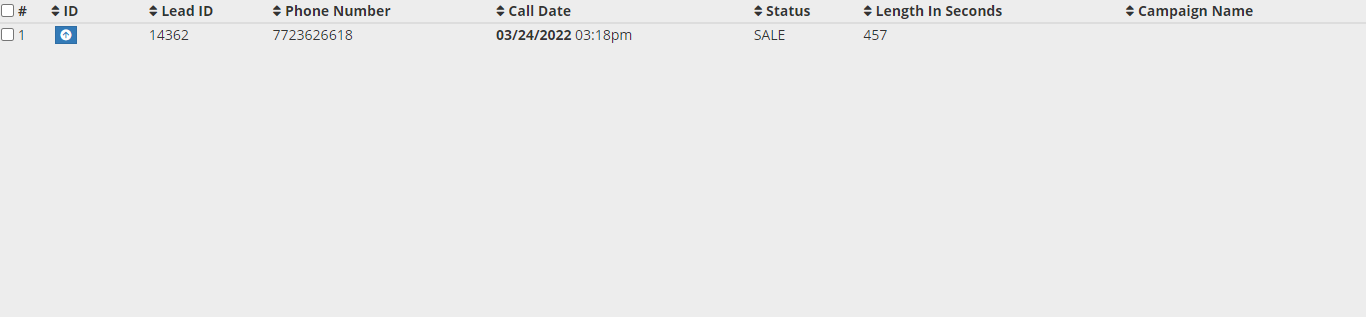 # ID Lead ID Phone Number Call Date Status Length In Seconds Campaign Name
1 14362 7723626618 03/24/2022 03:18pm SALE 457